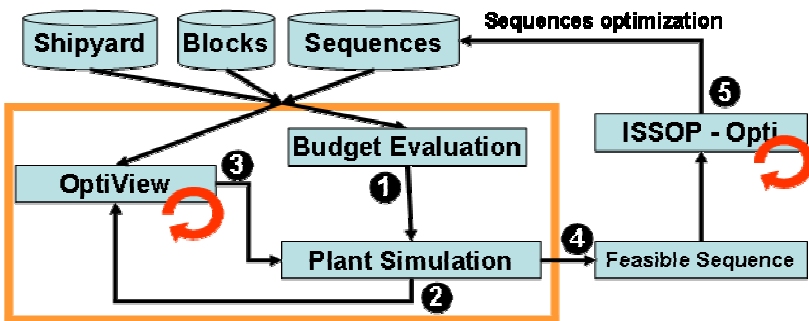 Sequences optimization
Shipyard
Blocks
Sequences
5
ISSOP - Opti
Budget Evaluation
3
OptiView
1
4
Plant Simulation
Feasible Sequence
2